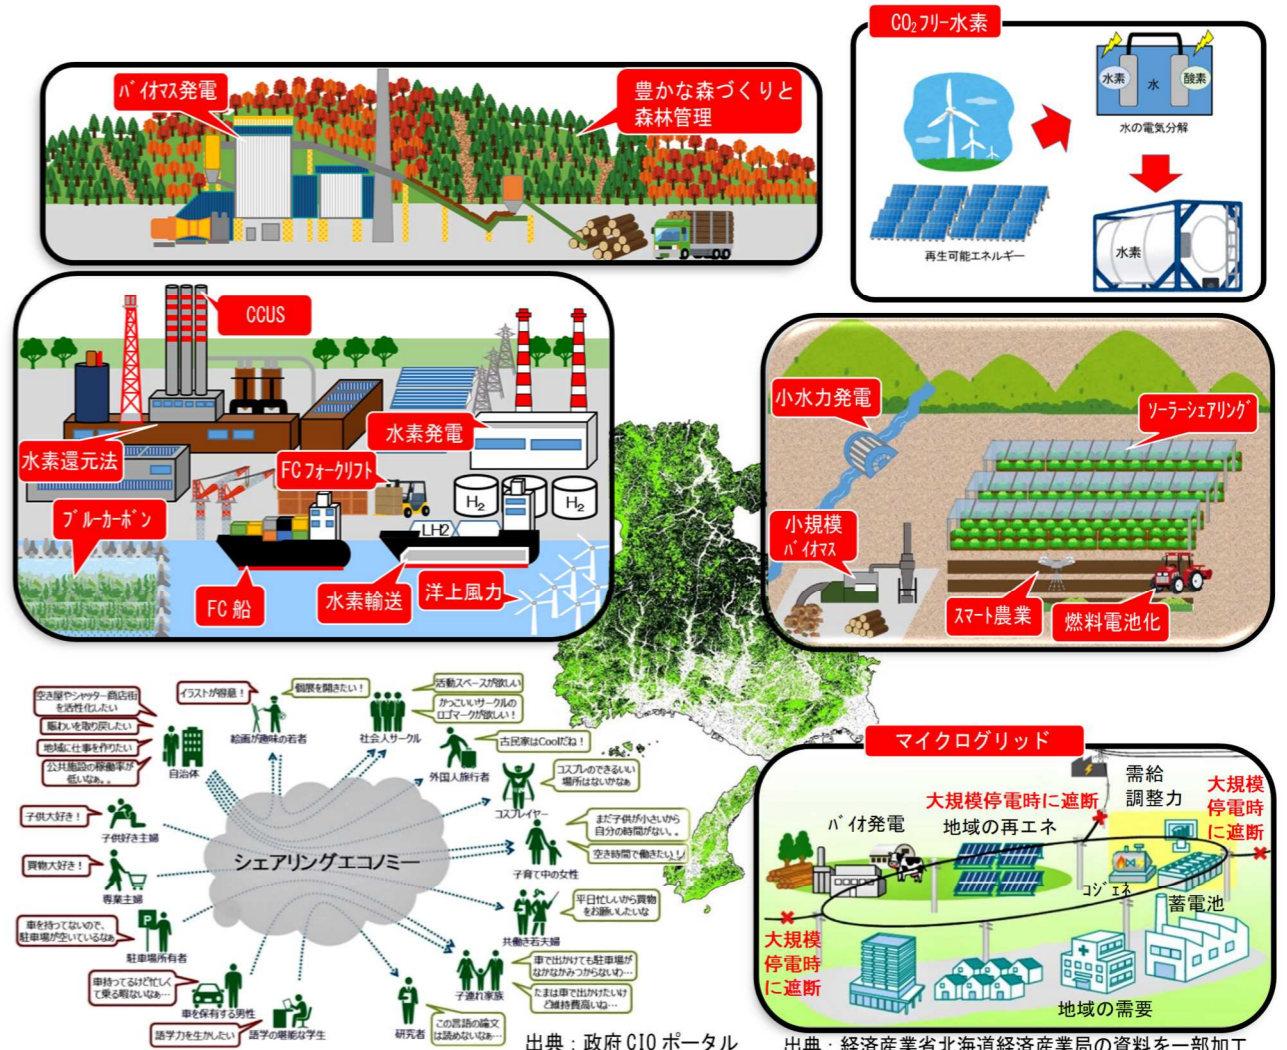 CO₂フリー水素
水素
水
酸素
水の電気分解
再生可能エネルギー
水素
バイオマス発電
豊かな森づくりと
森林管理
CCUS
水素還元法
水素発電
FCフォークリフト
H₂
H₂
ブルーカーボン
LH2
FC船
水素輸送
洋上風力
小水力発電
ソーラーシェアリング
小規模
バイオマス
スマート農業
燃料電池化
空き屋やシャッター商店街
を活性化したい
賑わいを取り戻したい
地域に仕事を作りたい
公共施設の稼働率が
低いなぁ。。
自治体
イラストが得意！
絵画が趣味の若者
個展を開きたい！
社会人サークル
活動スペースが欲しい
かっこいいサークルの
ロゴマークが欲しい！
外国人旅行者
古民家はCoolだね！
コスプレイヤー
コスプレのできるいい
場所はないかなぁ
子供大好き！
子供好き主婦
まだ子供が小さいから
自分の時間がない。。
空き時間で働きたい！
子育て中の女性
シェアリングエコノミー
買物大好き！
専業主婦
平日忙しいから買物
をお願いしたいな
共働き若夫婦
車を持ってないので、
駐車場が空いているなぁ
駐車場所有者
車で出かけても駐車場が
なかなかみつからないわ…
たまは車で出かけたいけ
ど維持費高いね…
子連れ家族
車持ってるけど忙しく
て乗る暇ないなぁ…
車を保有する男性
語学力を生かしたい
語学の堪能な学生
研究者
この言語の論文
は読めないなぁ…
出典：政府CIOポータル
マイクログリッド
需給
調整力
大規模
停電時
に遮断
大規模停電時に遮断
バイオ発電
地域の再エネ
コジェネ
蓄電池
大規模
停電時
に遮断
地域の需要
出典：経済産業省北海道経済産業局の資料を一部加工